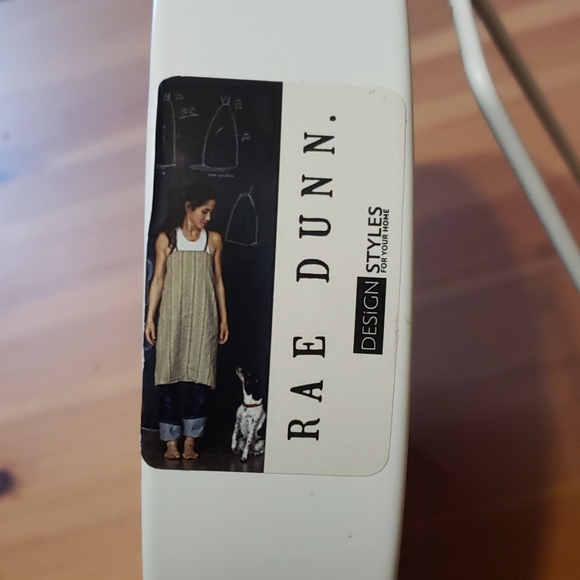 RAE DUNN.
DESiGN STYLES
FOR YOUR HOME